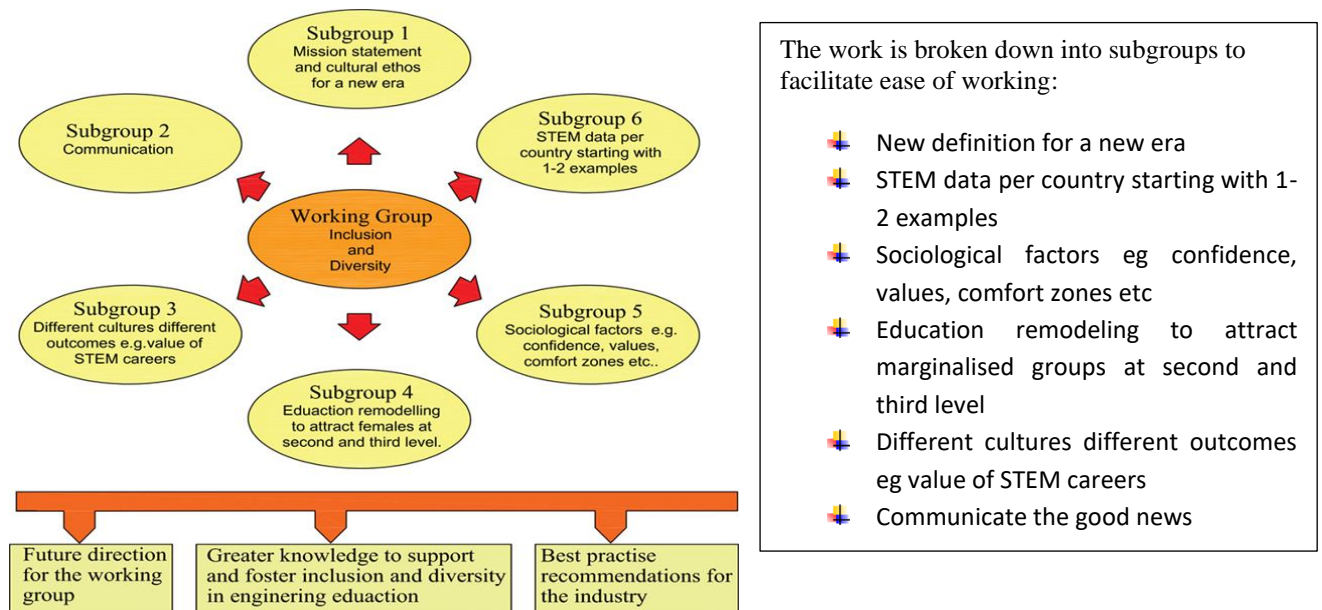 Subgroup 1
Mission statement
and cultural ethos
for a new era
Subgroup 2
Communication
Subgroup 6
STEM data per
country starting with
1-2 examples
Working Group
Inclusion
and
Diversity
Subgroup 3
Different cultures different
outcomes e.g.value of
STEM careers
Subgroup 5
Sociological factors e.g.
confidence, values,
comfort zones etc..
Subgroup 4
Eduaction remodelling
to attract females at
second and third level.
Future direction
for the working
group
Greater knowledge to support
and foster inclusion and diversity
in enginering eduaction
Best practise
recommendations for
the industry
The work is broken down into subgroups to
facilitate ease of working:
New definition for a new era
STEM data per country starting with 1-
2 examples
Sociological factors eg confidence,
values, comfort zones etc
Education remodeling to attract
marginalised groups at second and
third level
Different cultures different outcomes
eg value of STEM careers
Communicate the good news